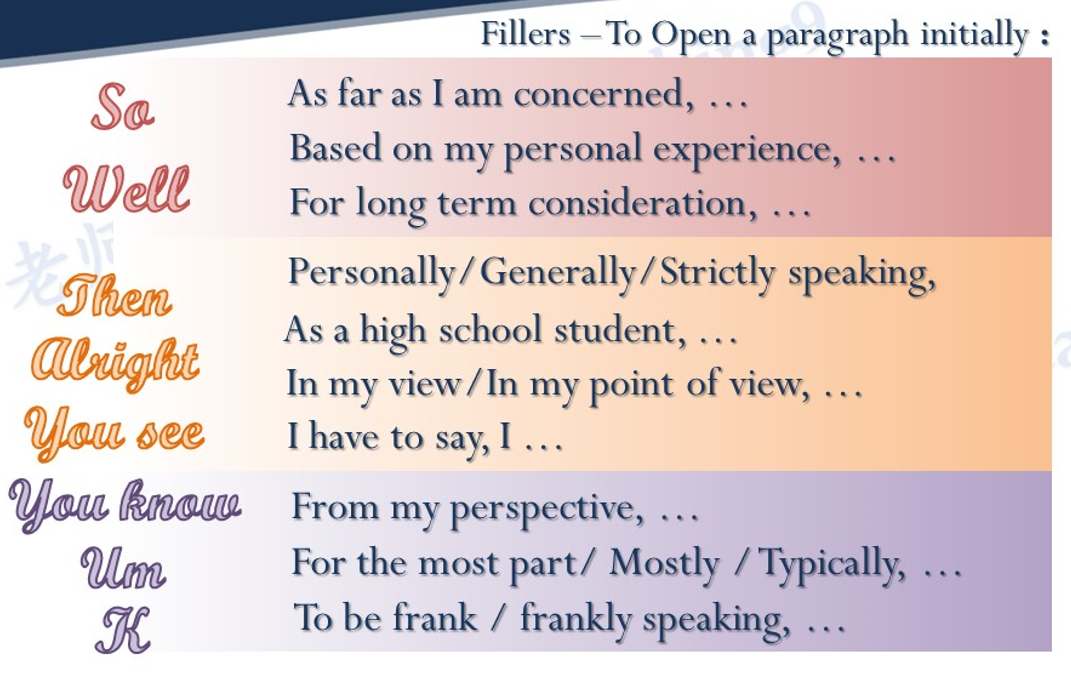 Fillers – To Open a paragraph initially :
So
Well
As far as I am concerned, …
Based on my personal experience, …
For long term consideration, …
Then
Alright
You see
Personally/Generally/Strictly speaking,
As a high school student, …
In my view/In my point of view, …
I have to say, I …
You know
Um
K
From my perspective, …
For the most part/ Mostly / Typically, …
To be frank / frankly speaking, …
老师